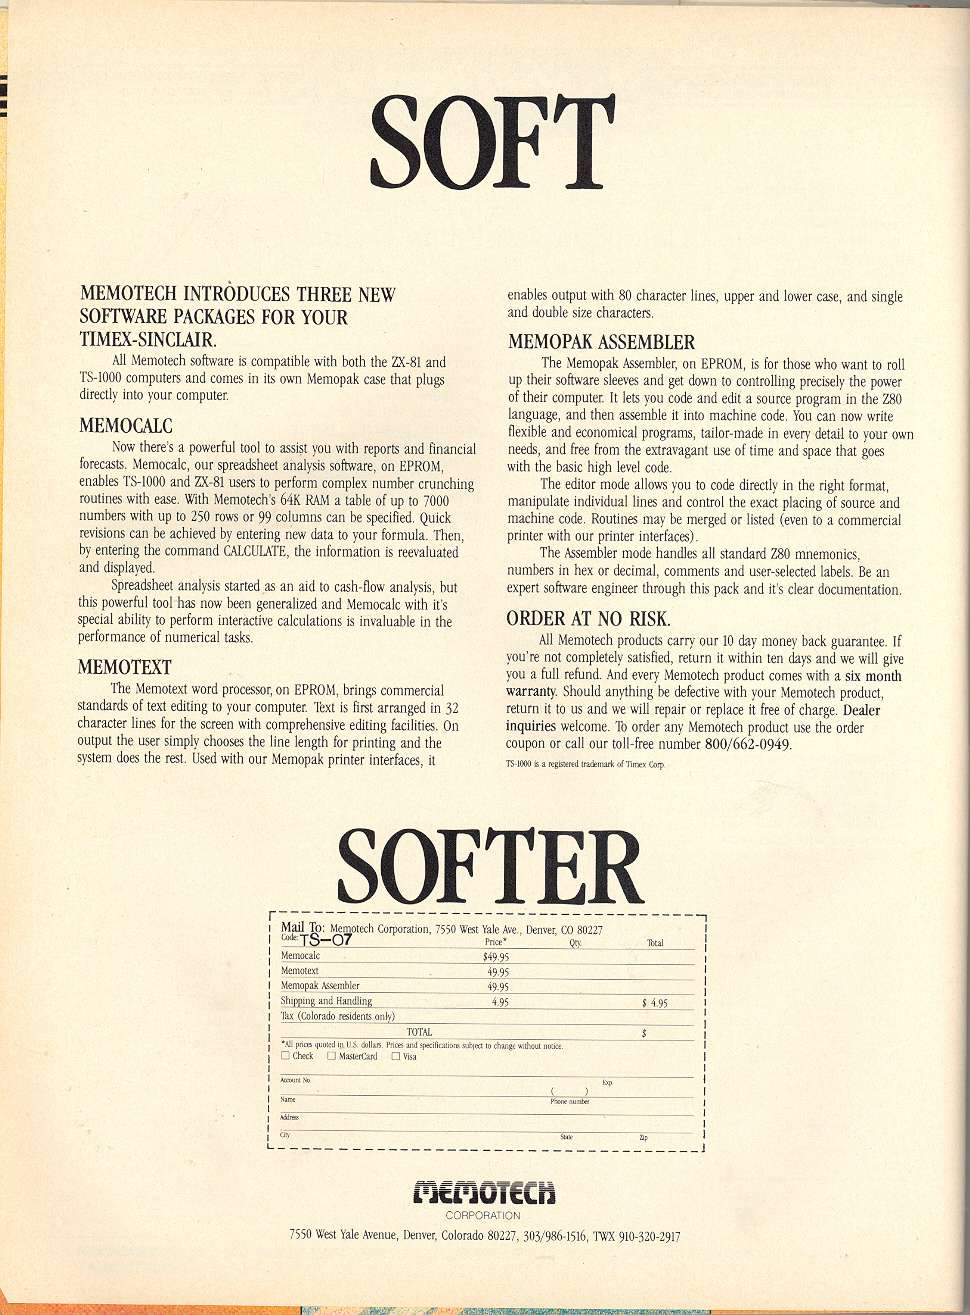 SOFT
MEMOTECH INTRODUCES THREE NEW
SOFTWARE PACKAGES FOR YOUR
TIMEX-SINCLAIR.
All Memotech software is compatible with both the ZX-81 and
TS-1000 computers and comes in its own Memopak case that plugs
directly into your computer.
MEMOCALC
Now there's a powerful tool to assist you with reports and financial
forecasts. Memocalc, our spreadsheet analysis software, on EPROM,
enables TS-1000 and ZX-81 users to perform complex number crunching
routines with ease. With Memotech's 64K RAM a table of up to 7000
numbers with up to 250 rows or 99 columns can be specified. Quick
revisions can be achieved by entering new data to your formula. Then,
by entering the command CALCULATE, the information is reevaluated
and displayed.
Spreadsheet analysis started as an aid to cash-flow analysis, but
this powerful tool has now been generalized and Memocalc with it's
special ability to perform interactive calculations is invaluable in the
performance of numerical tasks.
MEMOTEXT
The Memotext word processor, on EPROM, brings commercial
standards of text editing to your computer. Text is first arranged in 32
character lines for the screen with comprehensive editing facilities. On
output the user simply chooses the line length for printing and the
system does the rest. Used with our Memopak printer interfaces, it
enables output with 80 character lines, upper and lower case, and single
and double size characters.
MEMOPAK ASSEMBLER
The Memopak Assembler, on EPROM, is for those who want to roll
up their software sleeves and get down to controlling precisely the power
of their computer. It lets you code and edit a source program in the Z80
language, and then assemble it into machine code. You can now write
flexible and economical programs, tailor-made in every detail to your own
needs, and free from the extravagant use of time and space that goes
with the basic high level code.
The editor mode allows you to code directly in the right format,
manipulate individual lines and control the exact placing of source and
machine code. Routines may be merged or listed (even to a commercial
printer with our printer interfaces).
The Assembler mode handles all standard Z80 mnemonics,
numbers in hex or decimal, comments and user-selected labels. Be an
expert software engineer through this pack and it's clear documentation.
ORDER AT NO RISK.
All Memotech products carry our 10 day money back guarantee. If
you're not completely satisfied, return it within ten days and we will give
you a full refund. And every Memotech product comes with a six month
warranty. Should anything be defective with your Memotech product,
return it to us and we will repair or replace it free of charge. Dealer
inquiries welcome. To order any Memotech product use the order
coupon or call our toll-free number 800/662-0949.
TS-1000 is a registered trademark of Timex Corp.
SOFTER
Mail To: Memotech Corporation, 7550 West Yale Ave., Denver, CO 80227
Code: TS-07 Price* Qty. Total
Memocalc $49.95
Memotext 49.95
Memopak Assembler 49.95
Shipping and Handling 4.95 $ 4.95
Tax (Colorado residents only)
TOTAL $
*All prices quoted in U.S. dollars. Prices and specifications subject to change without notice.
☐ Check ☐ MasterCard ☐ Visa
Account No. Exp.
( )
Name Phone number
Address
City State Zip
MEMOTECH
CORPORATION
7550 West Yale Avenue, Denver, Colorado 80227, 303/986-1516, TWX 910-320-2917